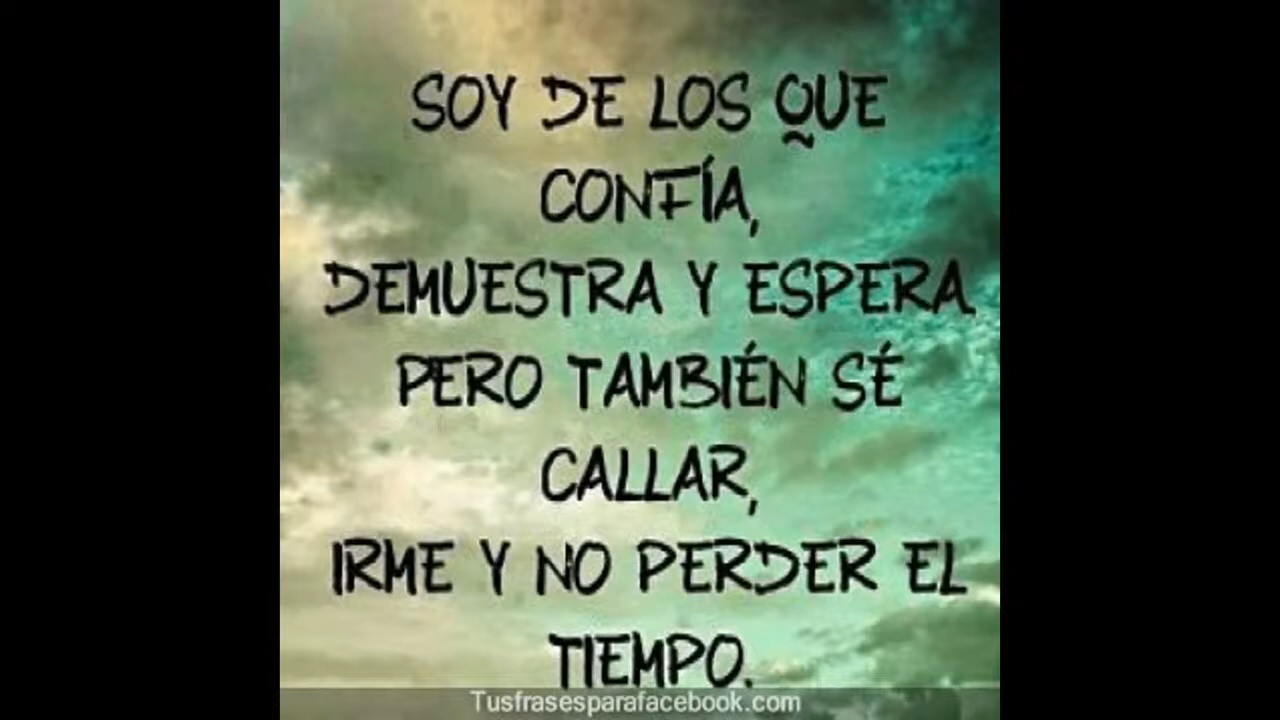 SOY DE LOS QUE
CONFÍA,
DEMUESTRA Y ESPERA.
PERO TAMBIÉN SÉ
CALLAR,
IRME Y NO PERDER EL
TIEMPO.
Tusfrasesparafacebook.com